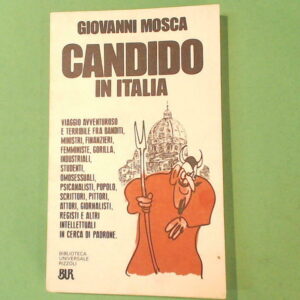 GIOVANNI MOSCA
CANDIDO
IN ITALIA
VIAGGIO AVVENTUROSO
E TERRIBILE FRA BANDITI,
MINISTRI, FINANZIERI,
FEMMINISTE, GORILLA,
INDUSTRIALI,
STUDENTI,
OMOSESSUALI,
PSICANALISTI, POPOLO,
SCRITTORI, PITTORI,
ATTORI, GIORNALISTI,
REGISTI E ALTRI
INTELLETTUALI
IN CERCA DI PADRONE.
BIBLIOTECA
UNIVERSALE
RIZZOLI
BUR